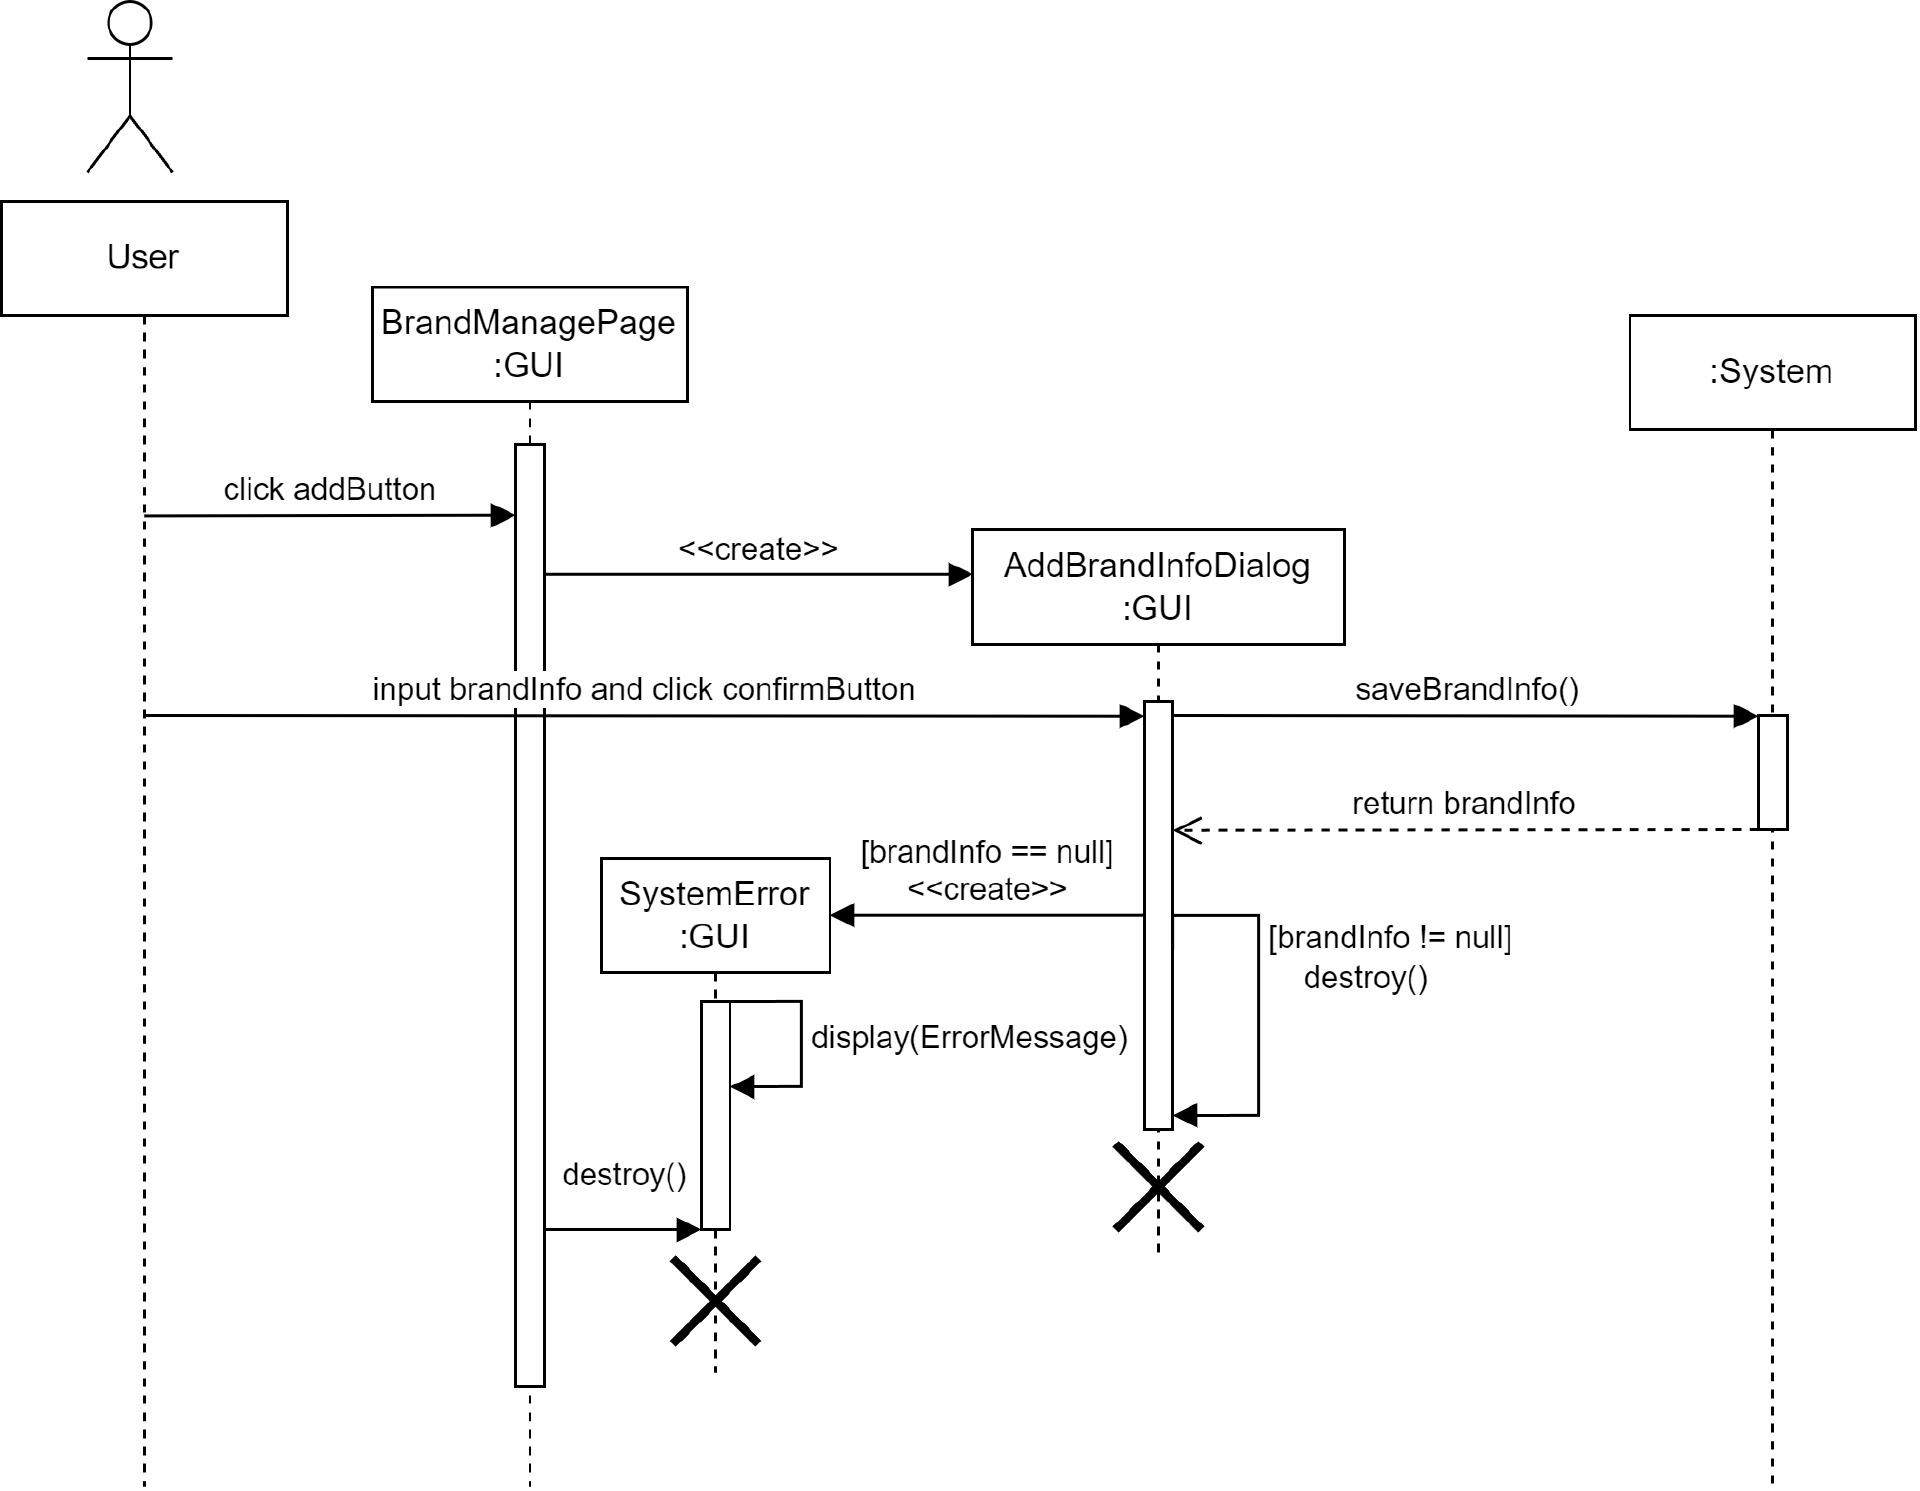 User
BrandManagePage
:GUI
:System
click addButton
<<create>>
AddBrandInfoDialog
:GUI
input brandInfo and click confirmButton
saveBrandInfo()
return brandInfo
[brandInfo == null]
<<create>>
SystemError
:GUI
[brandInfo != null]
destroy()
display(ErrorMessage)
destroy()